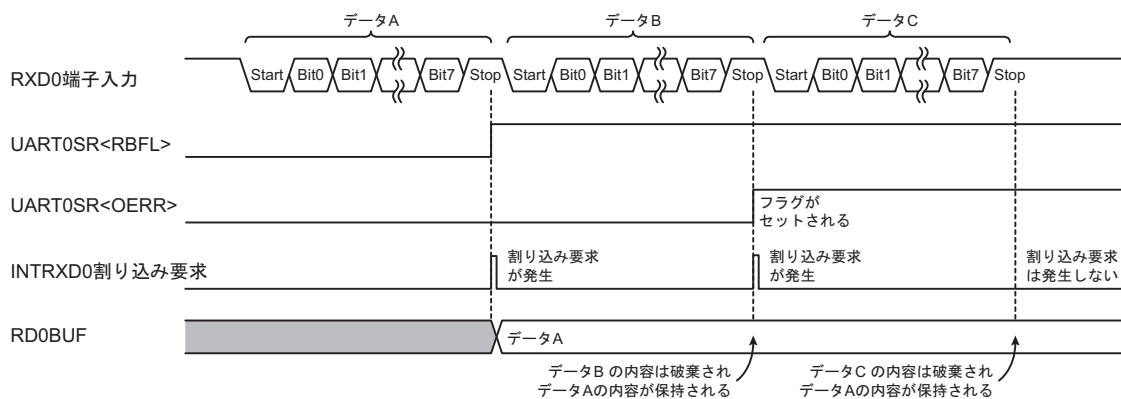 データA データB データC
RXD0端子入力 Start Bit0 Bit1 Bit7 Stop Start Bit0 Bit1 Bit7 Stop Start Bit0 Bit1 Bit7 Stop
UART0SR<RBFL>
UART0SR<OERR>
フラグが
セットされる
INTRXD0割り込み要求
割り込み要求
が発生
割り込み要求
が発生
割り込み要求
は発生しない
RD0BUF
データA
データB の内容は破棄され
データAの内容が保持される
データC の内容は破棄され
データAの内容が保持される